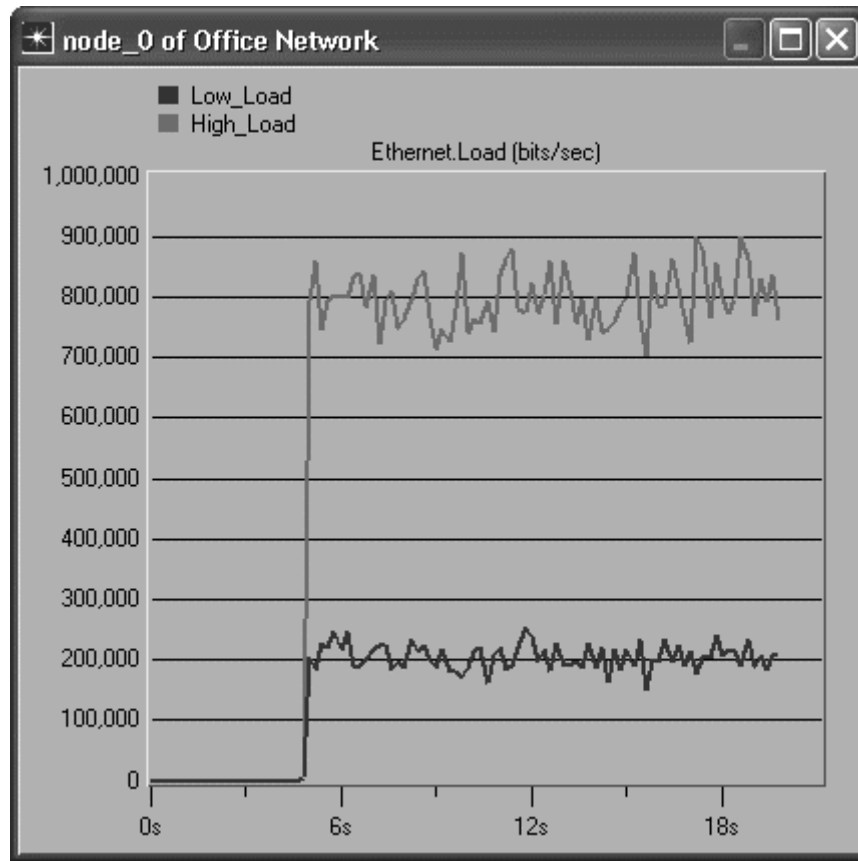 node_0 of Office Network
Low_Load
High_Load
Ethernet.Load (bits/sec)
1,000,000
900,000
800,000
700,000
600,000
500,000
400,000
300,000
200,000
100,000
0
0s 6s 12s 18s